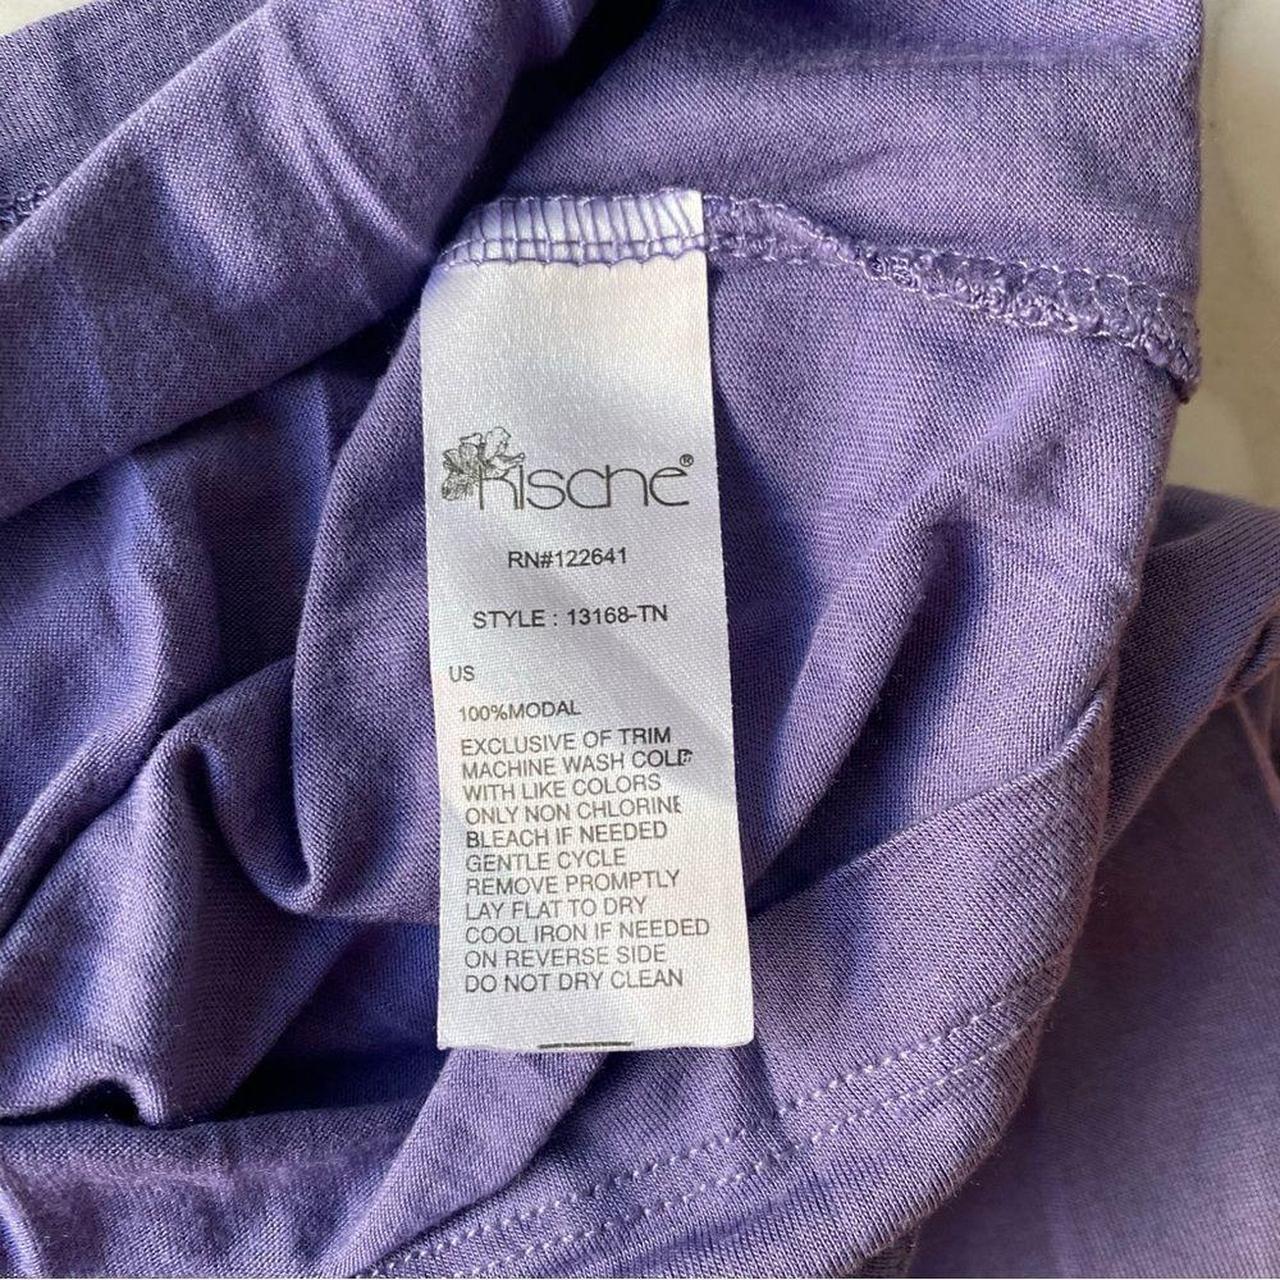 Kische®
RN#122641
STYLE : 13168-TN
US
100%MODAL
EXCLUSIVE OF TRIM
MACHINE WASH COLD
WITH LIKE COLORS
ONLY NON CHLORINE
BLEACH IF NEEDED
GENTLE CYCLE
REMOVE PROMPTLY
LAY FLAT TO DRY
COOL IRON IF NEEDED
ON REVERSE SIDE
DO NOT DRY CLEAN